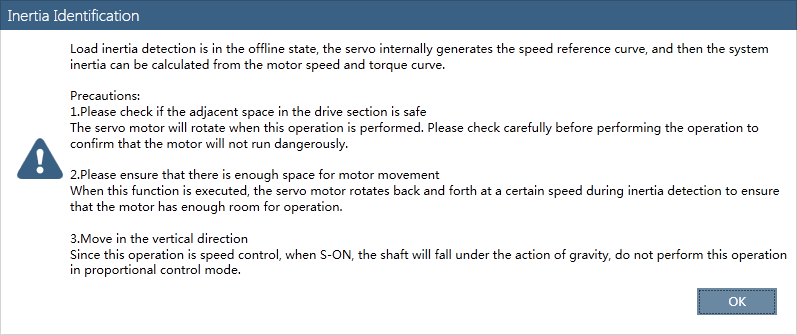 Inertia Identification
Load inertia detection is in the offline state, the servo internally generates the speed reference curve, and then the system
inertia can be calculated from the motor speed and torque curve.
Precautions:
1.Please check if the adjacent space in the drive section is safe
The servo motor will rotate when this operation is performed. Please check carefully before performing the operation to
confirm that the motor will not run dangerously.
2.Please ensure that there is enough space for motor movement
When this function is executed, the servo motor rotates back and forth at a certain speed during inertia detection to ensure
that the motor has enough room for operation.
3.Move in the vertical direction
Since this operation is speed control, when S-ON, the shaft will fall under the action of gravity, do not perform this operation
in proportional control mode.
OK